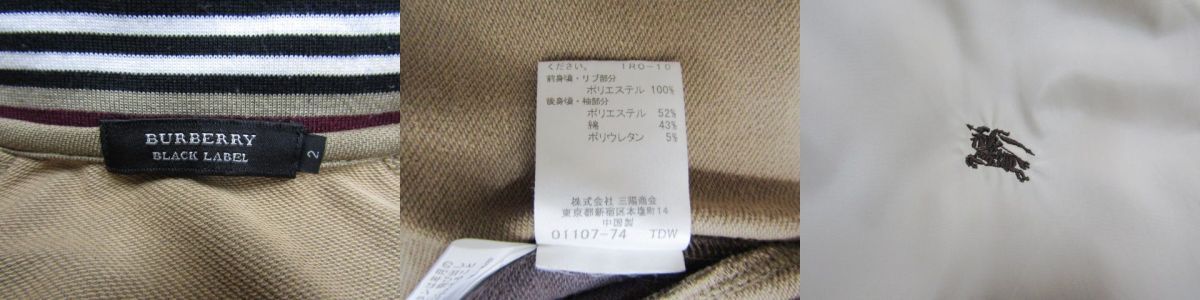 BURBERRY
BLACK LABEL
2
ください。 IRO-10
前身頃・リブ部分
ポリエステル 100%
後身頃・袖部分
ポリエステル 52%
綿 43%
ポリウレタン 5%
株式会社 三陽商会
東京都新宿区本塩町14
中国製
01107-74 TDW